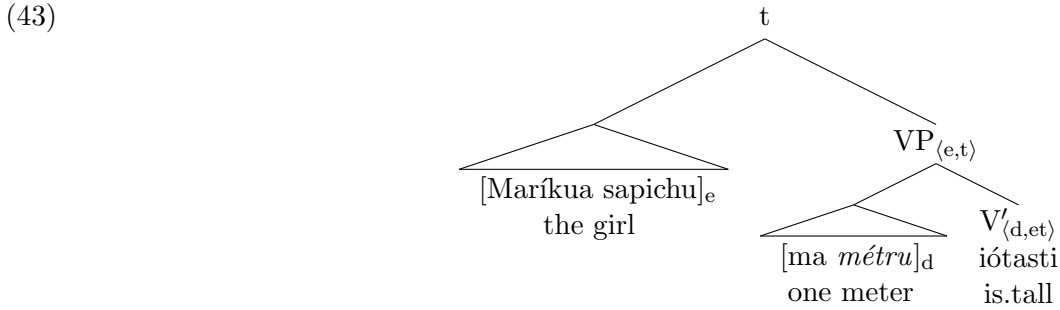 (43)
t
VP⟨e,t⟩
[Maríkua sapichu]e
the girl
V′⟨d,et⟩
[ma métru]d
iótasti
one meter
is.tall